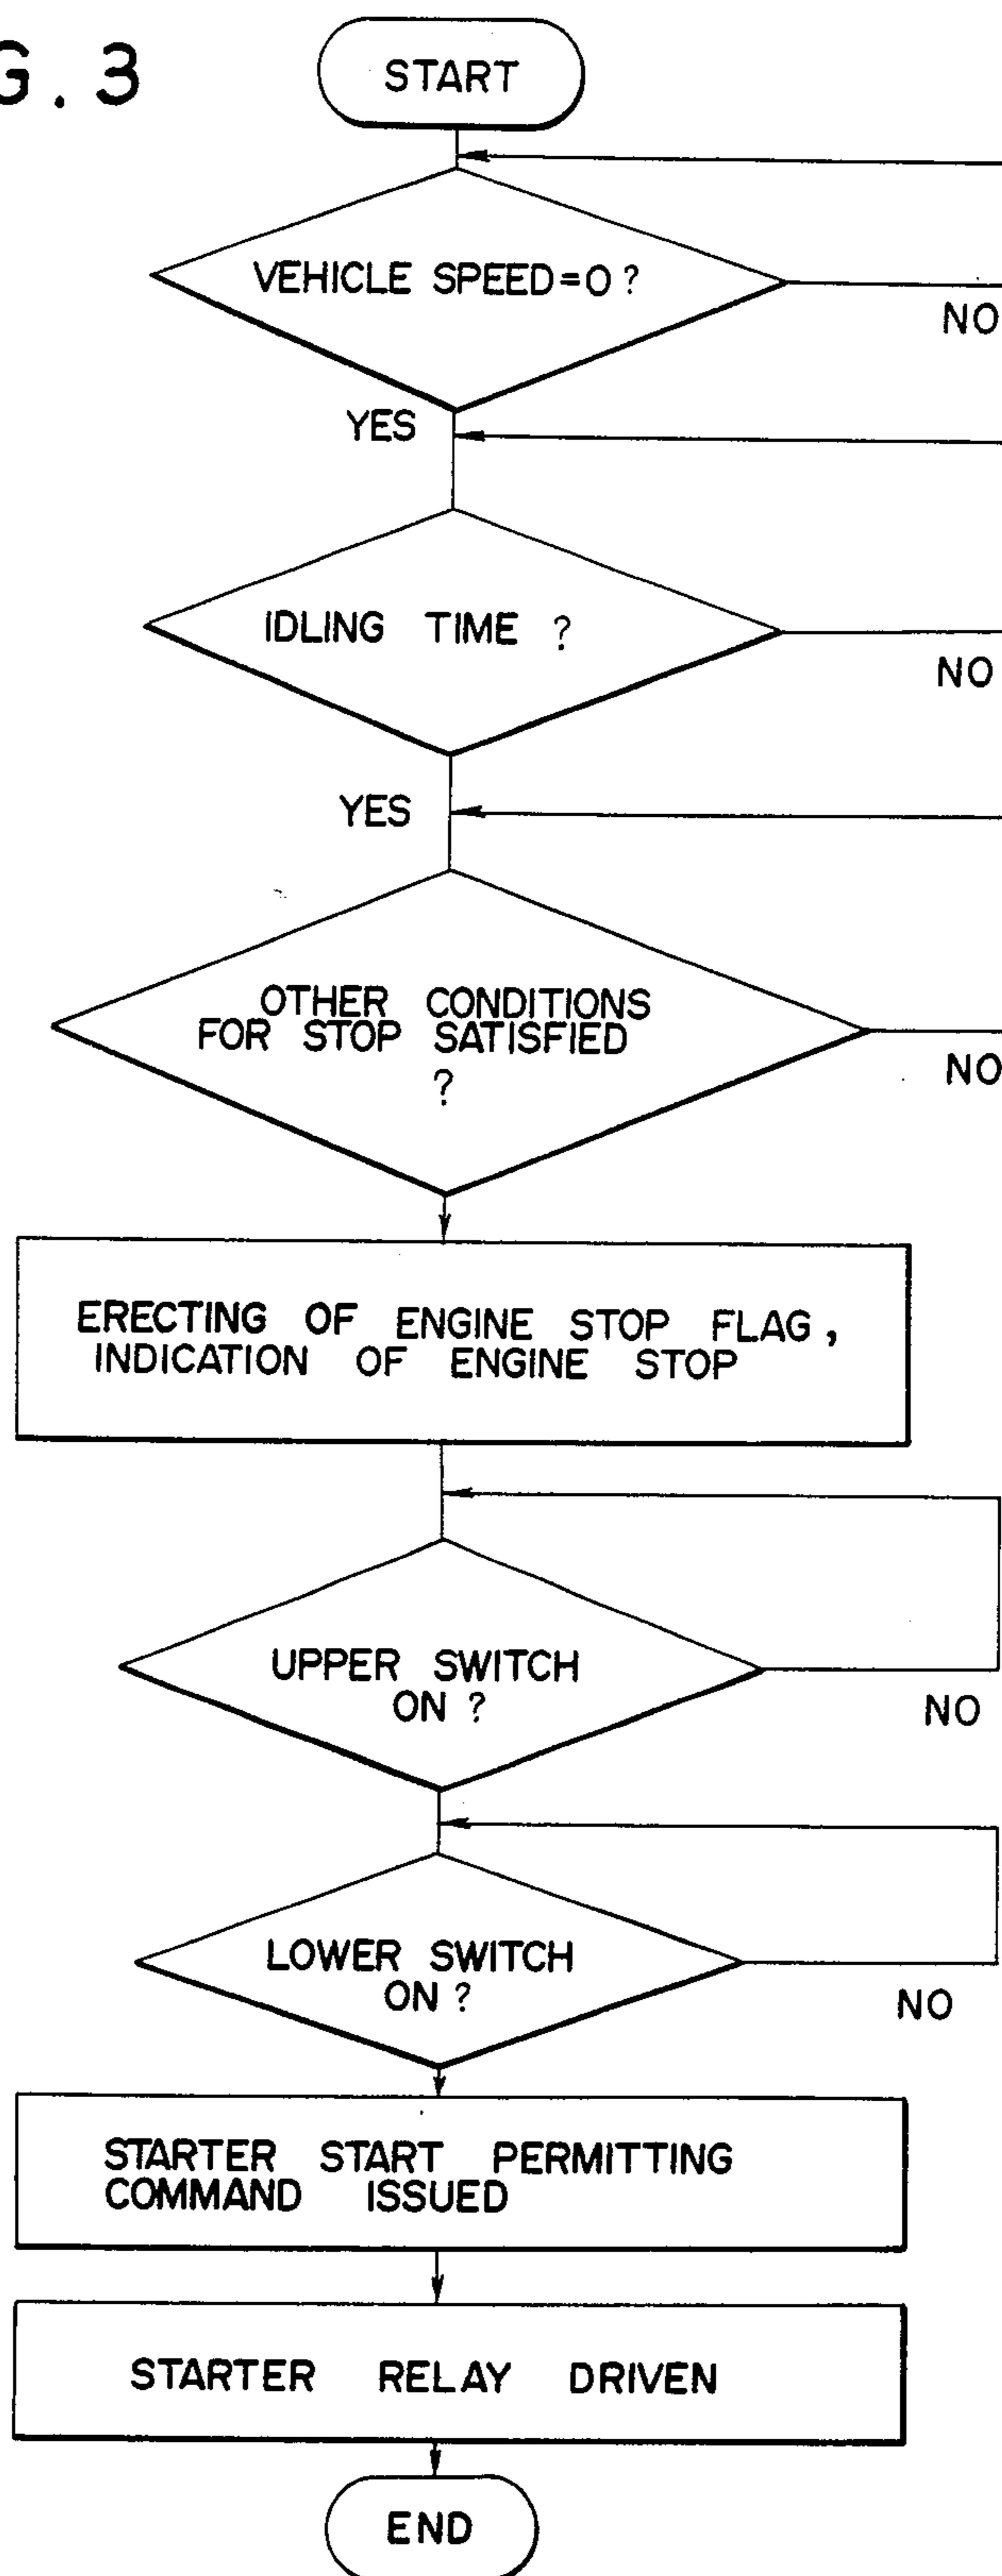 G. 3
START
VEHICLE SPEED=0?
NO
YES
IDLING TIME ?
NO
YES
OTHER CONDITIONS
FOR STOP SATISFIED
?
NO
ERECTING OF ENGINE STOP FLAG,
INDICATION OF ENGINE STOP
UPPER SWITCH
ON ?
NO
LOWER SWITCH
ON ?
NO
STARTER START PERMITTING
COMMAND ISSUED
STARTER RELAY DRIVEN
END